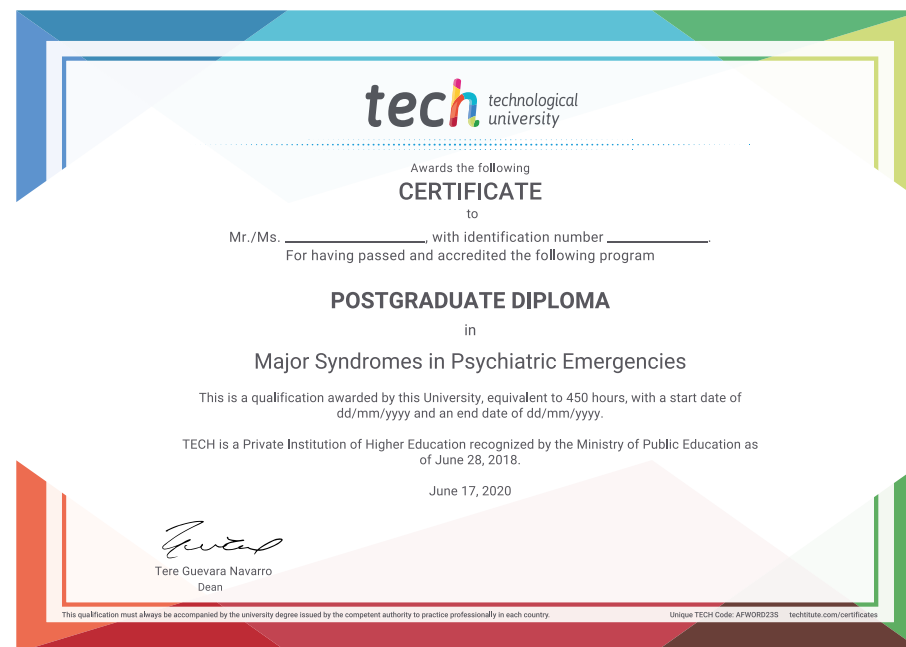 tech technological
university
Awards the following
CERTIFICATE
to
Mr./Ms. ____________________, with identification number ______________.
For having passed and accredited the following program
POSTGRADUATE DIPLOMA
in
Major Syndromes in Psychiatric Emergencies
This is a qualification awarded by this University, equivalent to 450 hours, with a start date of
dd/mm/yyyy and an end date of dd/mm/yyyy.
TECH is a Private Institution of Higher Education recognized by the Ministry of Public Education as
of June 28, 2018.
June 17, 2020
Tere Guevara Navarro
Dean
This qualification must always be accompanied by the university degree issued by the competent authority to practice professionally in each country. Unique TECH Code: AFWORD23S techtitute.com/certificates